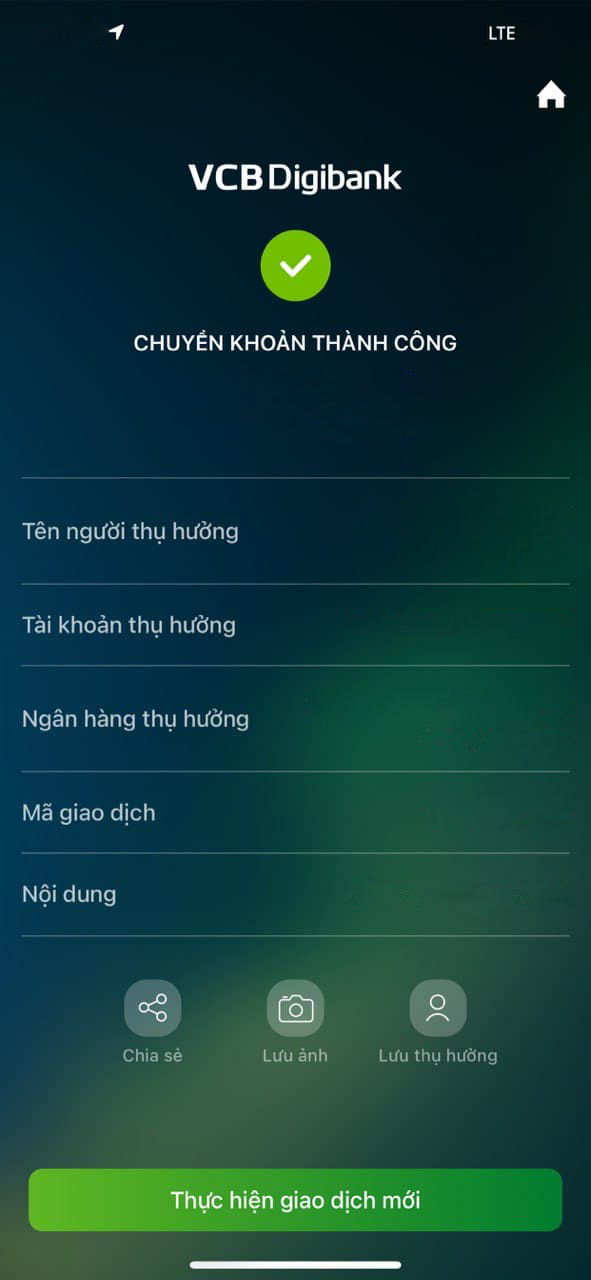 LTE
VCB Digibank
CHUYỂN KHOẢN THÀNH CÔNG
Tên người thụ hưởng
Tài khoản thụ hưởng
Ngân hàng thụ hưởng
Mã giao dịch
Nội dung
Chia sẻ
Lưu ảnh
Lưu thụ hưởng
Thực hiện giao dịch mới